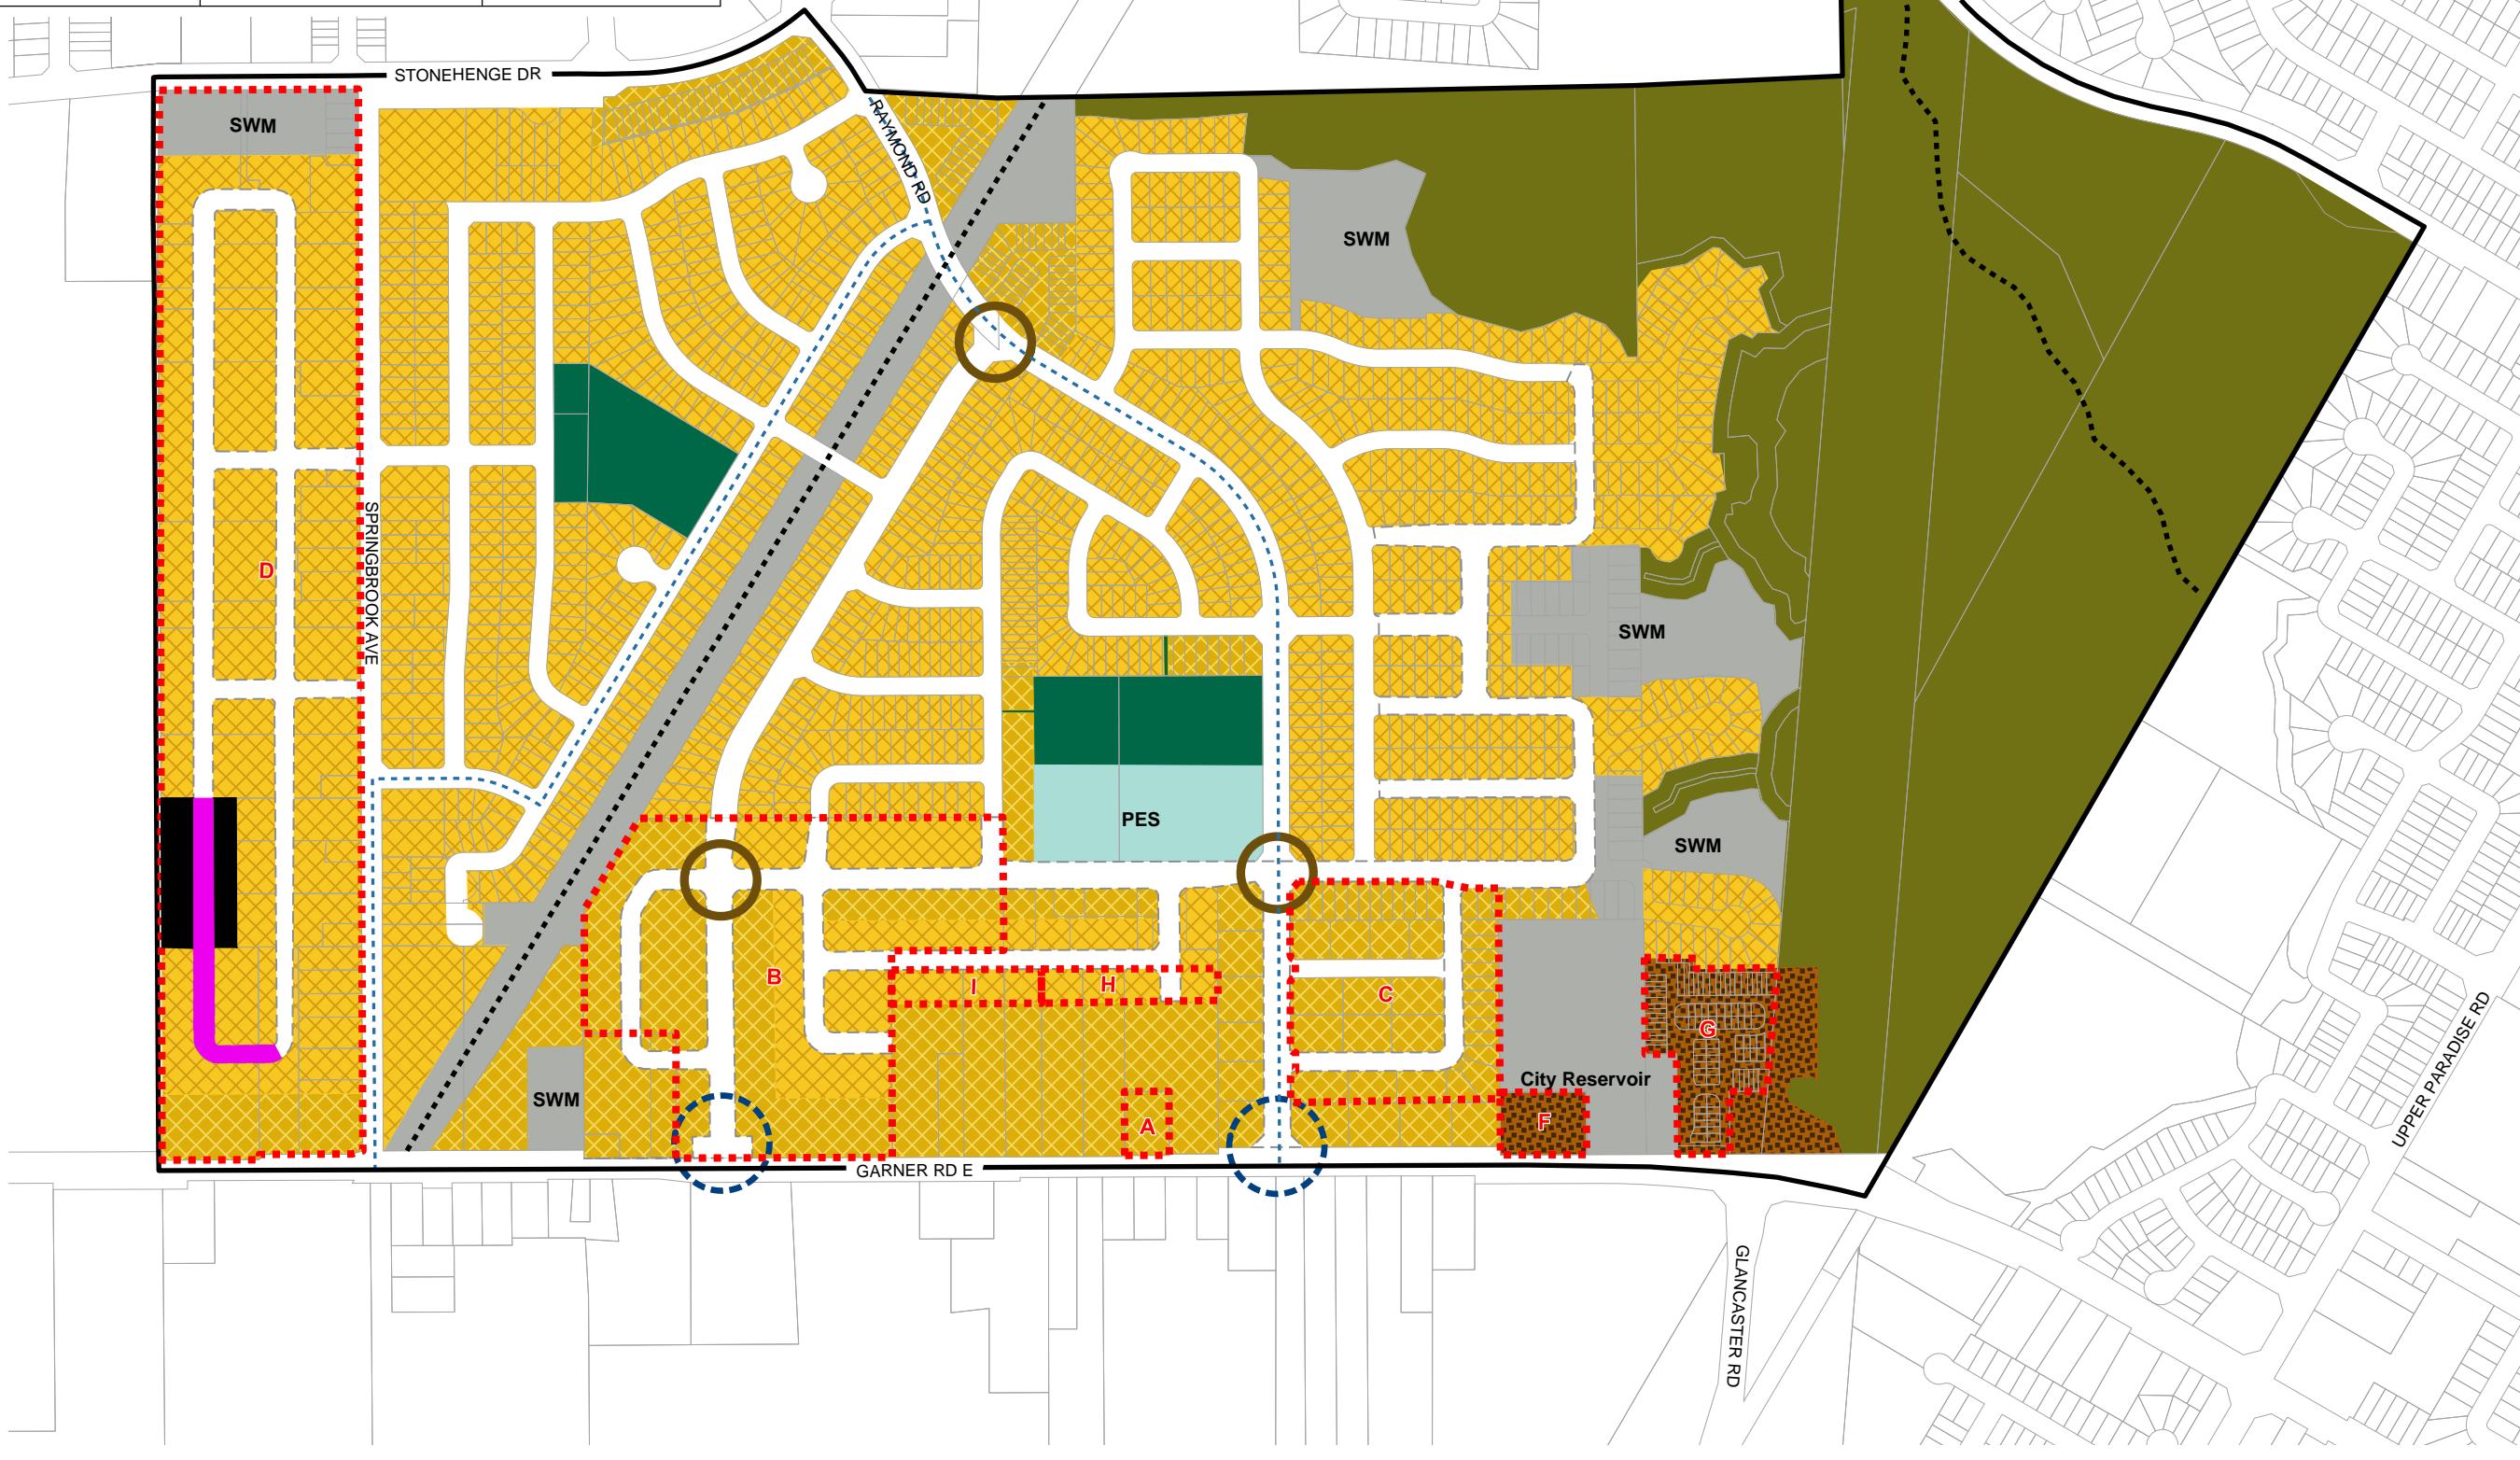 STONEHENGE DR
SWM
RAYMOND RD
SWM
D
SPRINGBROOK AVE
SWM
PES
SWM
B
I
H
C
G
City Reservoir
SWM
A
F
UPPER PARADISE RD
GARNER RD E
GLANCASTER RD